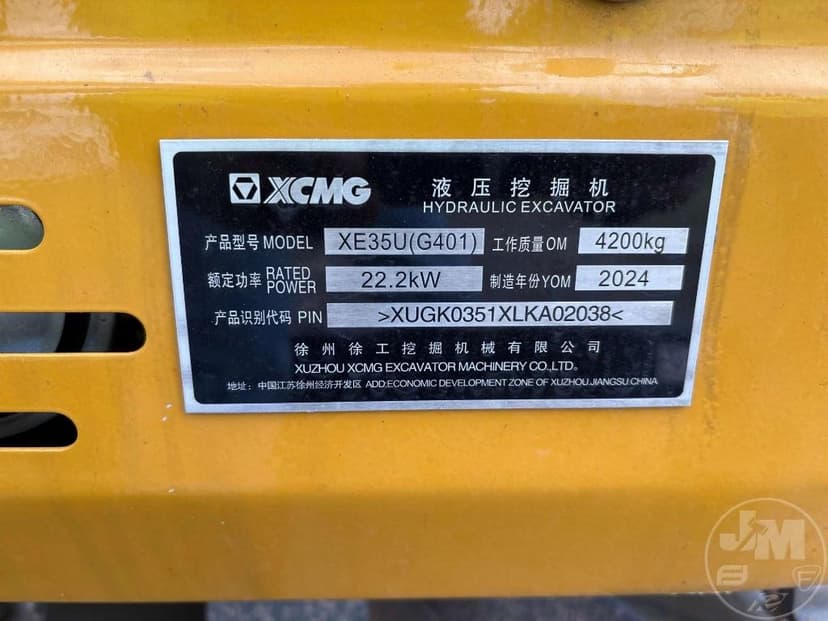 XCMG 液压挖掘机
HYDRAULIC EXCAVATOR
产品型号 MODEL XE35U(G401) 工作质量 OM 4200kg
额定功率 RATED POWER 22.2kW 制造年份 YOM 2024
产品识别代码 PIN >XUGK0351XLKA02038<
徐州徐工挖掘机械有限公司
XUZHOU XCMG EXCAVATOR MACHINERY CO.,LTD.
地址: 中国江苏徐州经济开发区 ADD:ECONOMIC DEVELOPMENT ZONE OF XUZHOU.JIANGSU.CHINA
JM